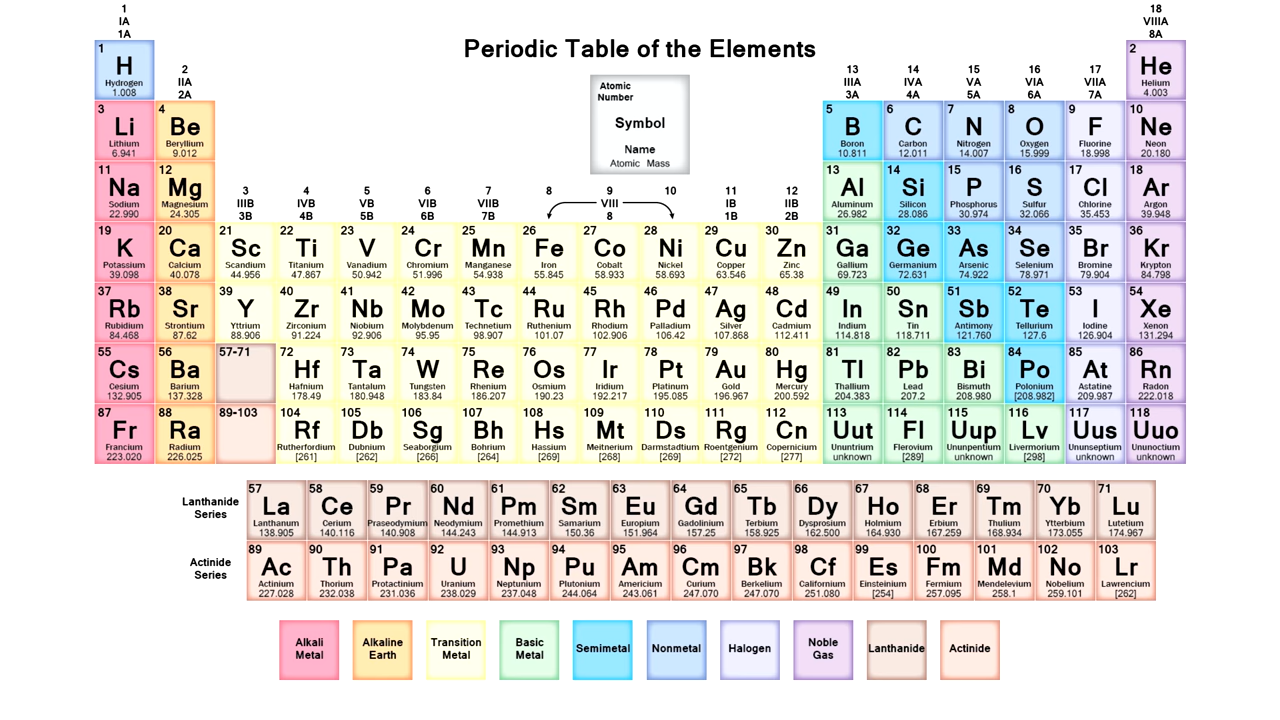 1
IA
1A
18
VIIIA
8A
Periodic Table of the Elements
1
H
Hydrogen
1.008
2
IIA
2A
13
IIIA
3A
14
IVA
4A
15
VA
5A
16
VIA
6A
17
VIIA
7A
2
He
Helium
4.003
Atomic
Number
Symbol
Name
Atomic Mass
3
Li
Lithium
6.941
4
Be
Beryllium
9.012
5
B
Boron
10.811
6
C
Carbon
12.011
7
N
Nitrogen
14.007
8
O
Oxygen
15.999
9
F
Fluorine
18.998
10
Ne
Neon
20.180
11
Na
Sodium
22.990
12
Mg
Magnesium
24.305
3
IIIB
3B
4
IVB
4B
5
VB
5B
6
VIB
6B
7
VIIB
7B
8
9
10
VIII
8
11
IB
1B
12
IIB
2B
13
Al
Aluminum
26.982
14
Si
Silicon
28.086
15
P
Phosphorus
30.974
16
S
Sulfur
32.066
17
Cl
Chlorine
35.453
18
Ar
Argon
39.948
19
K
Potassium
39.098
20
Ca
Calcium
40.078
21
Sc
Scandium
44.956
22
Ti
Titanium
47.867
23
V
Vanadium
50.942
24
Cr
Chromium
51.996
25
Mn
Manganese
54.938
26
Fe
Iron
55.845
27
Co
Cobalt
58.933
28
Ni
Nickel
58.693
29
Cu
Copper
63.546
30
Zn
Zinc
65.38
31
Ga
Gallium
69.723
32
Ge
Germanium
72.631
33
As
Arsenic
74.922
34
Se
Selenium
78.971
35
Br
Bromine
79.904
36
Kr
Krypton
84.798
37
Rb
Rubidium
84.468
38
Sr
Strontium
87.62
39
Y
Yttrium
88.906
40
Zr
Zirconium
91.224
41
Nb
Niobium
92.906
42
Mo
Molybdenum
95.95
43
Tc
Technetium
98.907
44
Ru
Ruthenium
101.07
45
Rh
Rhodium
102.906
46
Pd
Palladium
106.42
47
Ag
Silver
107.868
48
Cd
Cadmium
112.411
49
In
Indium
114.818
50
Sn
Tin
118.711
51
Sb
Antimony
121.760
52
Te
Tellurium
127.6
53
I
Iodine
126.904
54
Xe
Xenon
131.294
55
Cs
Cesium
132.905
56
Ba
Barium
137.328
57-71
72
Hf
Hafnium
178.49
73
Ta
Tantalum
180.948
74
W
Tungsten
183.84
75
Re
Rhenium
186.207
76
Os
Osmium
190.23
77
Ir
Iridium
192.217
78
Pt
Platinum
195.085
79
Au
Gold
196.967
80
Hg
Mercury
200.592
81
Tl
Thallium
204.383
82
Pb
Lead
207.2
83
Bi
Bismuth
208.980
84
Po
Polonium
[208.982]
85
At
Astatine
209.987
86
Rn
Radon
222.018
87
Fr
Francium
223.020
88
Ra
Radium
226.025
89-103
104
Rf
Rutherfordium
[261]
105
Db
Dubnium
[262]
106
Sg
Seaborgium
[266]
107
Bh
Bohrium
[264]
108
Hs
Hassium
[269]
109
Mt
Meitnerium
[268]
110
Ds
Darmstadtium
[269]
111
Rg
Roentgenium
[272]
112
Cn
Copernicium
[277]
113
Uut
Ununtrium
unknown
114
Fl
Flerovium
[289]
115
Uup
Ununpentium
unknown
116
Lv
Livermorium
[298]
117
Uus
Ununseptium
unknown
118
Uuo
Ununoctium
unknown
Lanthanide
Series
57
La
Lanthanum
138.905
58
Ce
Cerium
140.116
59
Pr
Praseodymium
140.908
60
Nd
Neodymium
144.243
61
Pm
Promethium
144.913
62
Sm
Samarium
150.36
63
Eu
Europium
151.964
64
Gd
Gadolinium
157.25
65
Tb
Terbium
158.925
66
Dy
Dysprosium
162.500
67
Ho
Holmium
164.930
68
Er
Erbium
167.259
69
Tm
Thulium
168.934
70
Yb
Ytterbium
173.055
71
Lu
Lutetium
174.967
Actinide
Series
89
Ac
Actinium
227.028
90
Th
Thorium
232.038
91
Pa
Protactinium
231.036
92
U
Uranium
238.029
93
Np
Neptunium
237.048
94
Pu
Plutonium
244.064
95
Am
Americium
243.061
96
Cm
Curium
247.070
97
Bk
Berkelium
247.070
98
Cf
Californium
251.080
99
Es
Einsteinium
[254]
100
Fm
Fermium
257.095
101
Md
Mendelevium
258.1
102
No
Nobelium
259.101
103
Lr
Lawrencium
[262]
Alkali
Metal
Alkaline
Earth
Transition
Metal
Basic
Metal
Semimetal
Nonmetal
Halogen
Noble
Gas
Lanthanide
Actinide